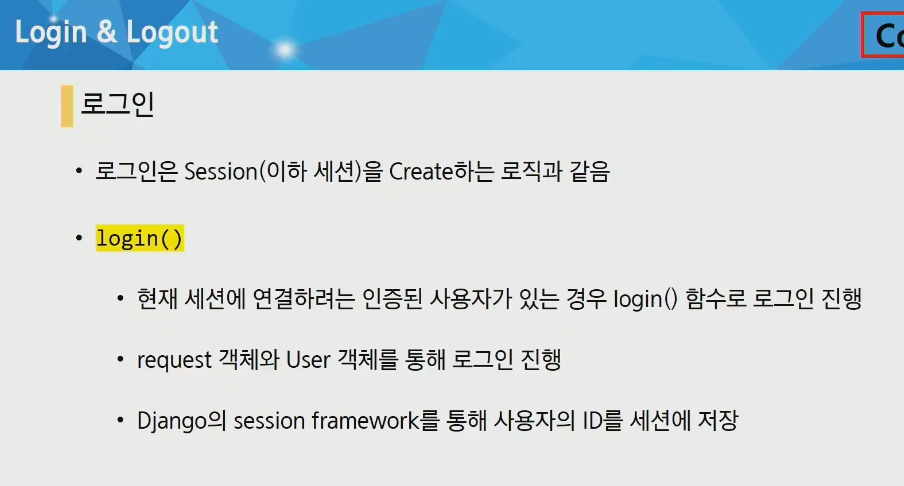 Login & Logout
로그인
• 로그인은 Session(이하 세션)을 Create하는 로직과 같음
• login()
• 현재 세션에 연결하려는 인증된 사용자가 있는 경우 login() 함수로 로그인 진행
• request 객체와 User 객체를 통해 로그인 진행
• Django의 session framework를 통해 사용자의 ID를 세션에 저장